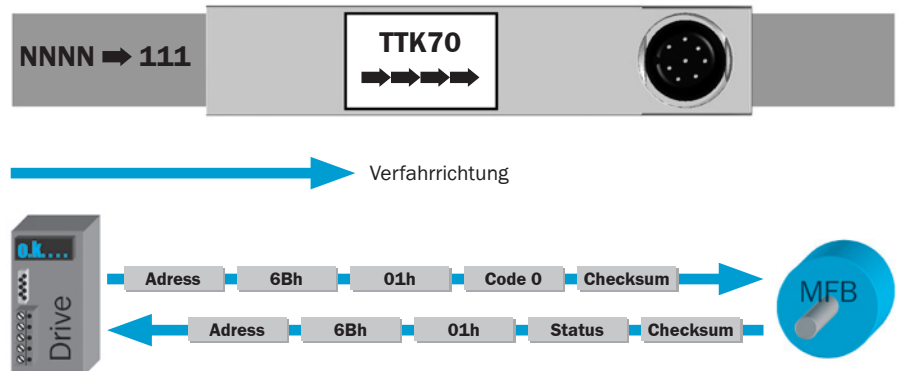 NNNN ➡ 111
TTK70
➡➡➡➡
Verfahrrichtung
o.k....
Drive
Adress 6Bh 01h Code 0 Checksum
Adress 6Bh 01h Status Checksum
MFB